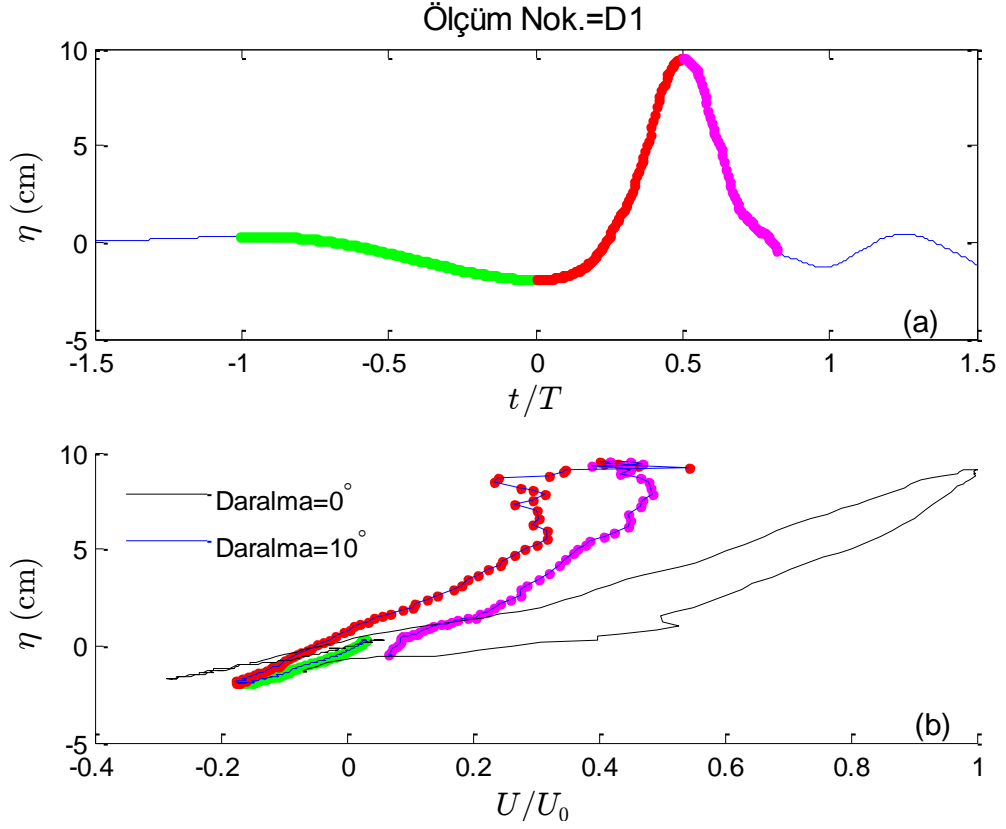 Ölçüm Nok.=D1
10
5
0
-5
η (cm)
(a)
-1.5 -1 -0.5 0 0.5 1 1.5
t/T
10
5
0
-5
η (cm)
Daralma=0°
Daralma=10°
(b)
-0.4 -0.2 0 0.2 0.4 0.6 0.8 1
U/U₀